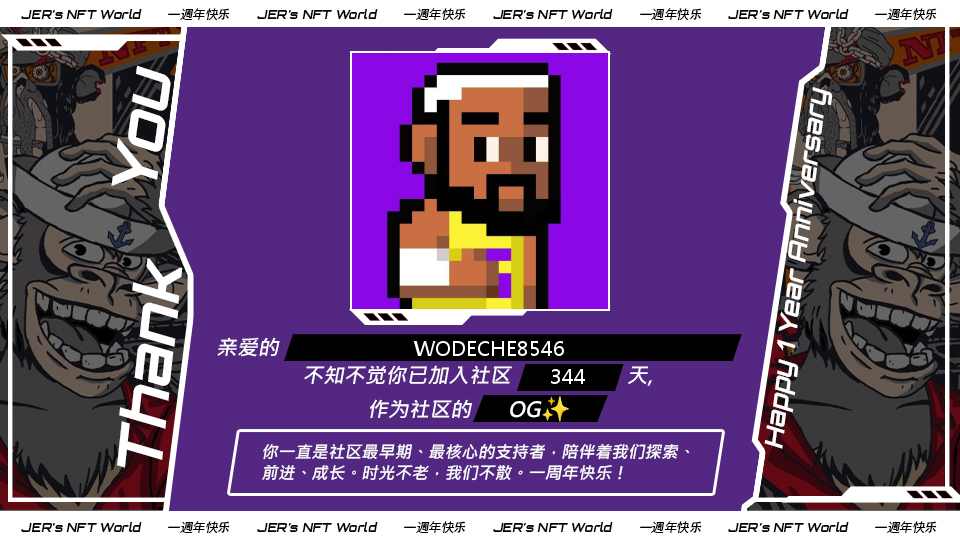 JER's NFT World 一週年快乐 JER's NFT World 一週年快乐 JER's NFT World 一週年快乐 JER's NFT World 一週年快乐
Thank You
Happy 1 Year Anniversary
亲爱的 WODECHE8546
不知不觉你已加入社区 344 天,
作为社区的 OG✨
你一直是社区最早期、最核心的支持者，陪伴着我们探索、
前进、成长。时光不老，我们不散。一周年快乐！
JER's NFT World 一週年快乐 JER's NFT World 一週年快乐 JER's NFT World 一週年快乐 JER's NFT World 一週年快乐